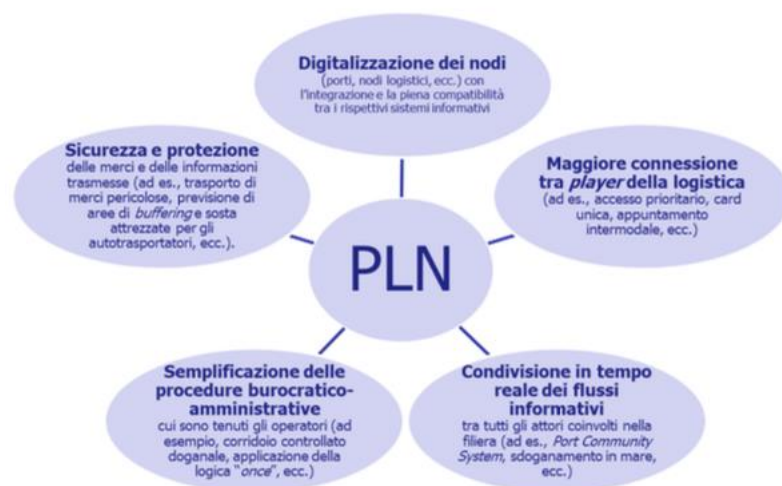 Digitalizzazione dei nodi
(porti, nodi logistici, ecc.) con
l'integrazione e la piena compatibilità
tra i rispettivi sistemi informativi
Sicurezza e protezione
delle merci e delle informazioni
trasmesse (ad es., trasporto di
merci pericolose, previsione di
aree di buffering e sosta
attrezzate per gli
autotrasportatori, ecc.).
Maggiore connessione
tra player della logistica
(ad es., accesso prioritario, card
unica, appuntamento
intermodale, ecc.)
PLN
Semplificazione delle
procedure burocratico-
amministrative
cui sono tenuti gli operatori (ad
esempio, corridoio controllato
doganale, applicazione della
logica "once", ecc.)
Condivisione in tempo
reale dei flussi
informativi
tra tutti gli attori coinvolti nella
filiera (ad es., Port Community
System, sdoganamento in mare,
ecc.)